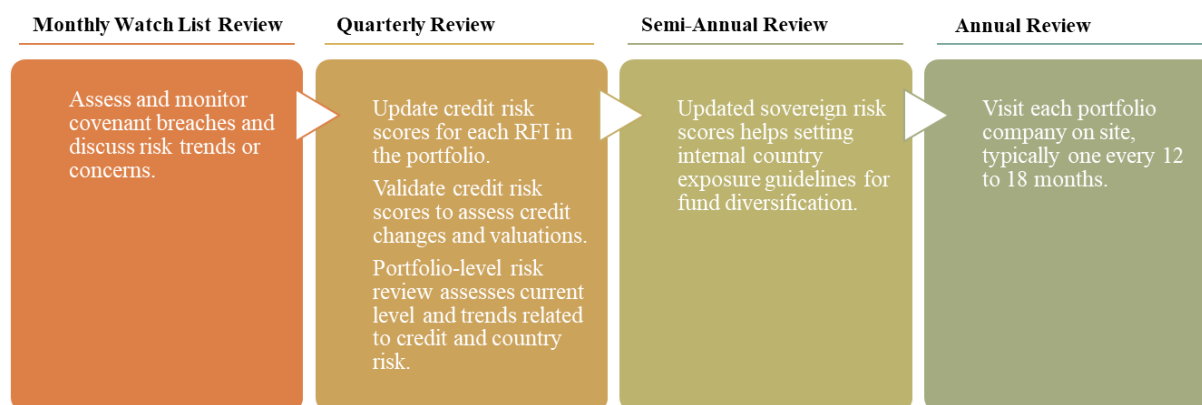 Monthly Watch List Review
Assess and monitor
covenant breaches and
discuss risk trends or
concerns.
Quarterly Review
Update credit risk
scores for each RFI in
the portfolio.
Validate credit risk
scores to assess credit
changes and valuations.
Portfolio-level risk
review assesses current
level and trends related
to credit and country
risk.
Semi-Annual Review
Updated sovereign risk
scores helps setting
internal country
exposure guidelines for
fund diversification.
Annual Review
Visit each portfolio
company on site,
typically one every 12
to 18 months.